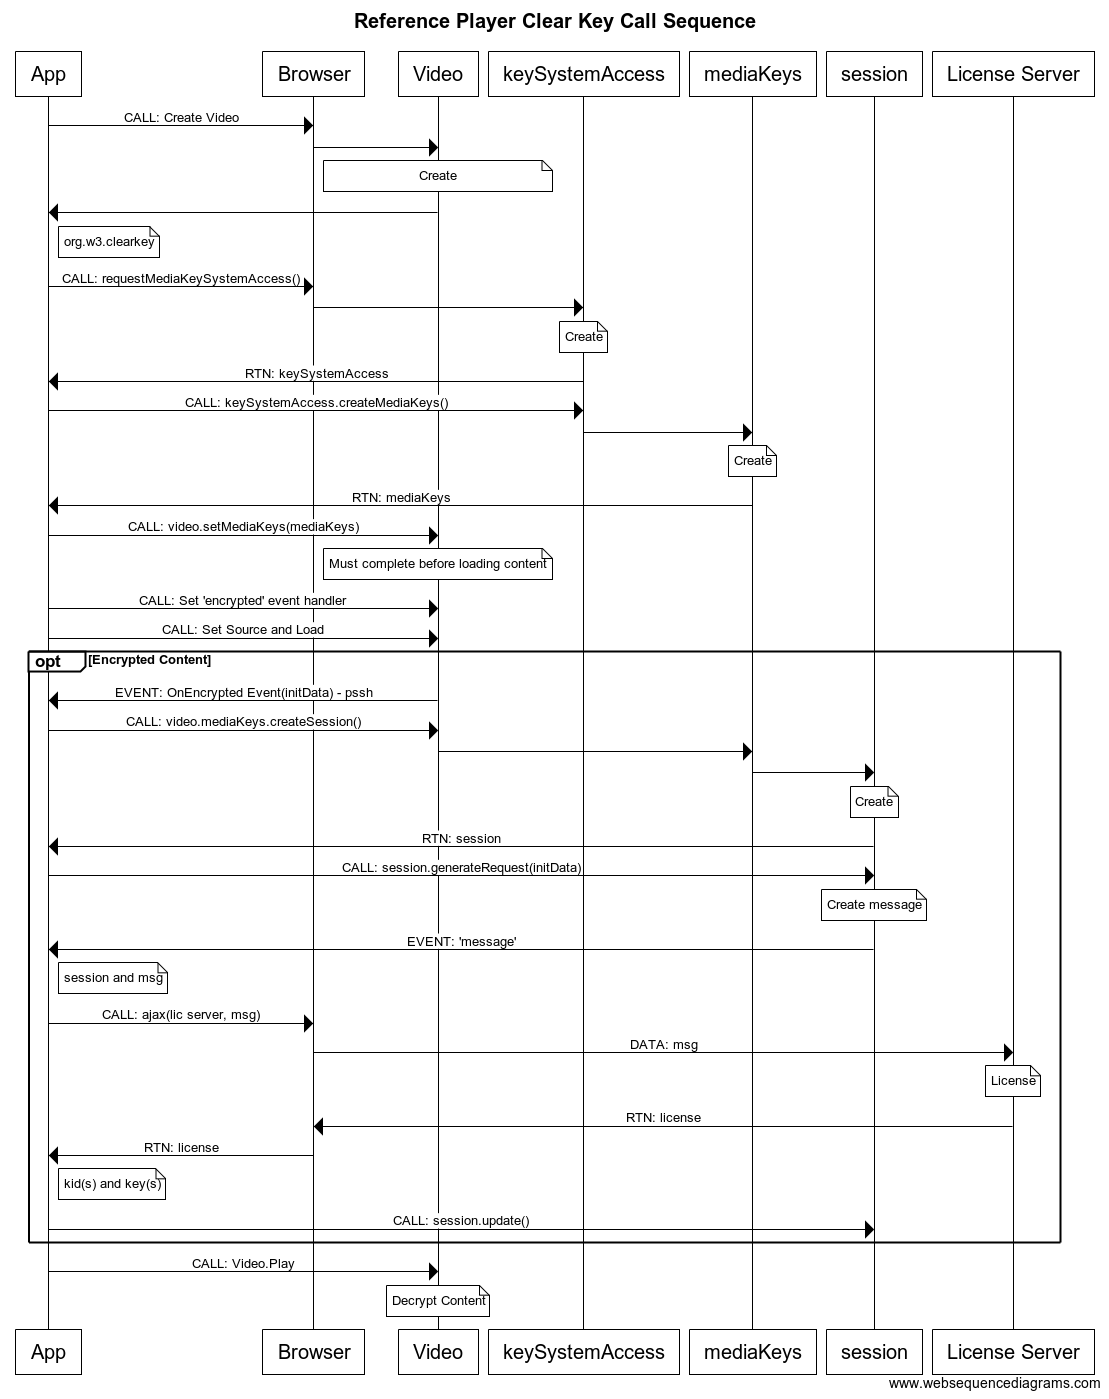 Reference Player Clear Key Call Sequence
App
Browser
Video
keySystemAccess
mediaKeys
session
License Server
CALL: Create Video
Create
org.w3.clearkey
CALL: requestMediaKeySystemAccess()
Create
RTN: keySystemAccess
CALL: keySystemAccess.createMediaKeys()
Create
RTN: mediaKeys
CALL: video.setMediaKeys(mediaKeys)
Must complete before loading content
CALL: Set 'encrypted' event handler
CALL: Set Source and Load
opt
[Encrypted Content]
EVENT: OnEncrypted Event(initData) - pssh
CALL: video.mediaKeys.createSession()
Create
RTN: session
CALL: session.generateRequest(initData)
Create message
EVENT: 'message'
session and msg
CALL: ajax(lic server, msg)
DATA: msg
License
RTN: license
RTN: license
kid(s) and key(s)
CALL: session.update()
CALL: Video.Play
Decrypt Content
App
Browser
Video
keySystemAccess
mediaKeys
session
License Server
www.websequencediagrams.com